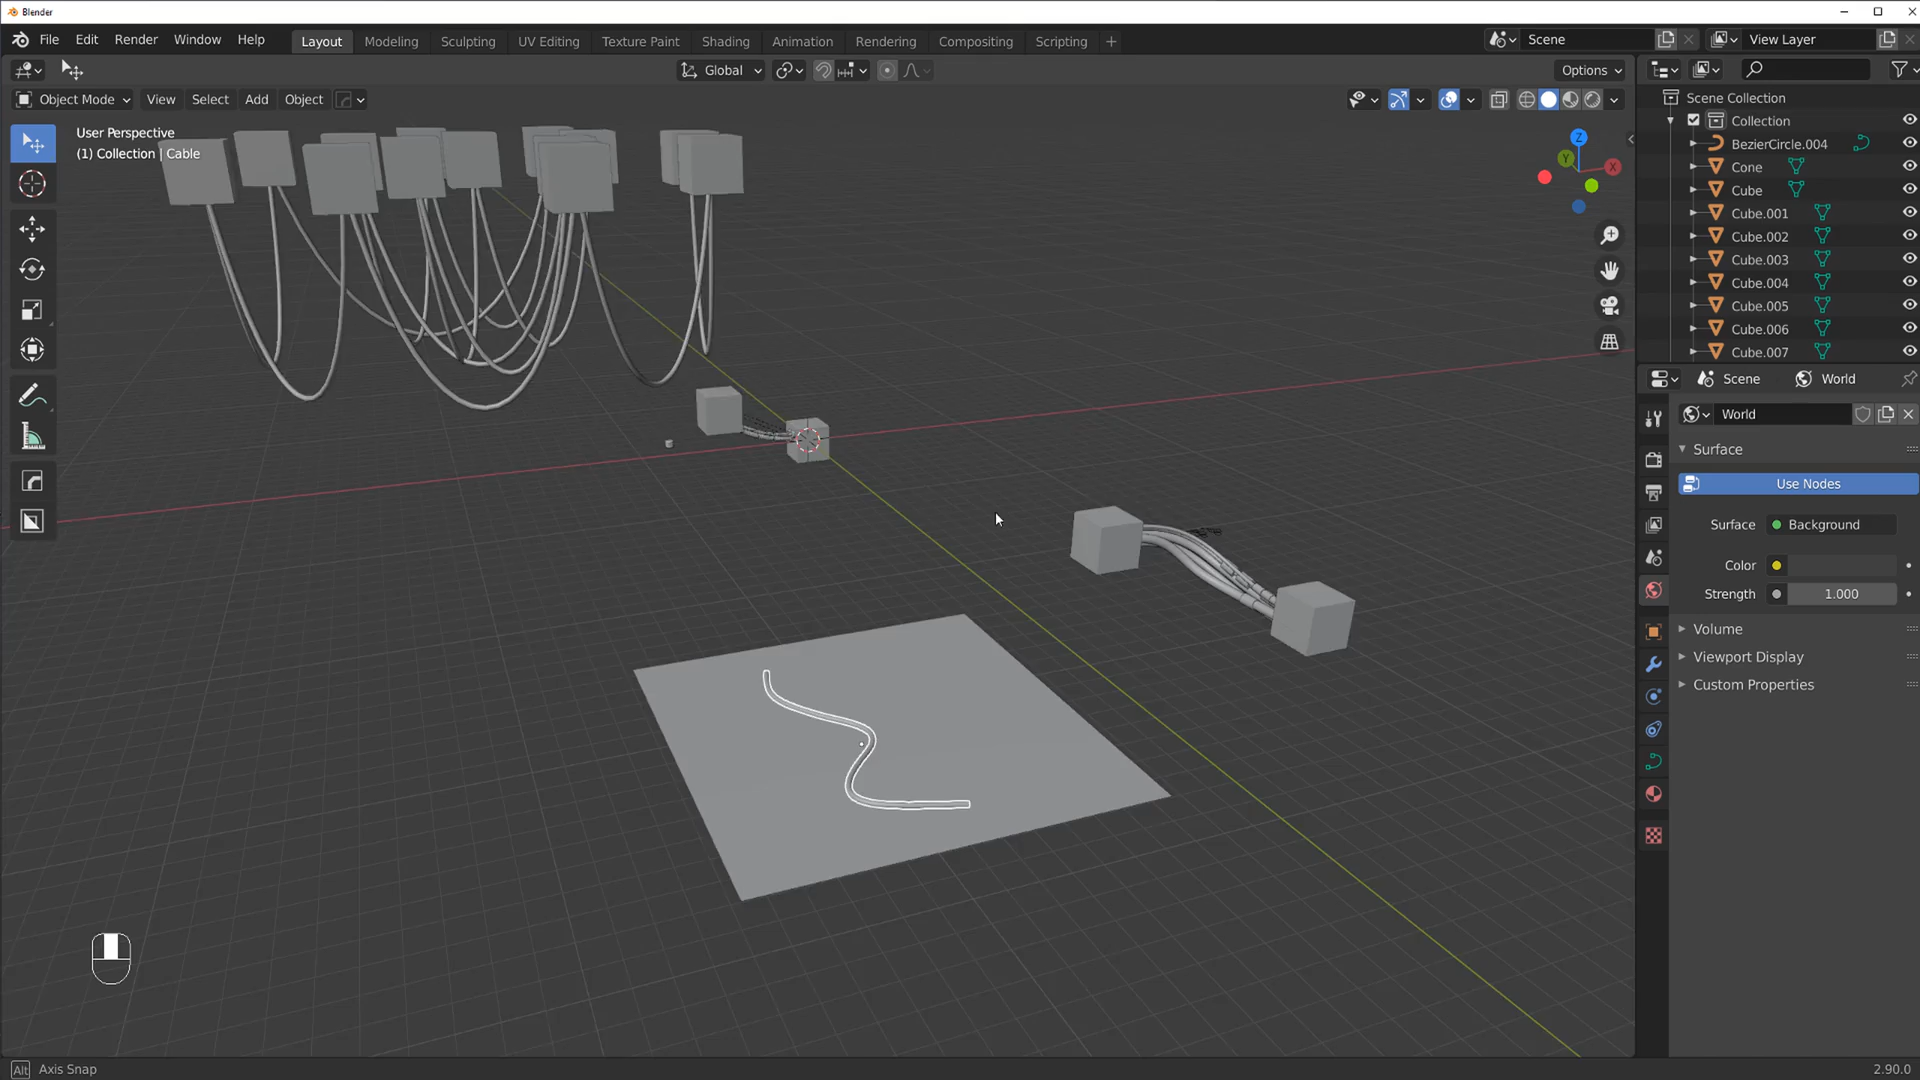 Blender
File Edit Render Window Help
Layout Modeling Sculpting UV Editing Texture Paint Shading Animation Rendering Compositing Scripting +
Scene
View Layer
Global
Options
Object Mode View Select Add Object
User Perspective
(1) Collection | Cable
Z
Y
X
Scene Collection
Collection
BezierCircle.004
Cone
Cube
Cube.001
Cube.002
Cube.003
Cube.004
Cube.005
Cube.006
Cube.007
Scene World
World
Surface
Use Nodes
Surface Background
Color
Strength 1.000
Volume
Viewport Display
Custom Properties
Alt Axis Snap
2.90.0